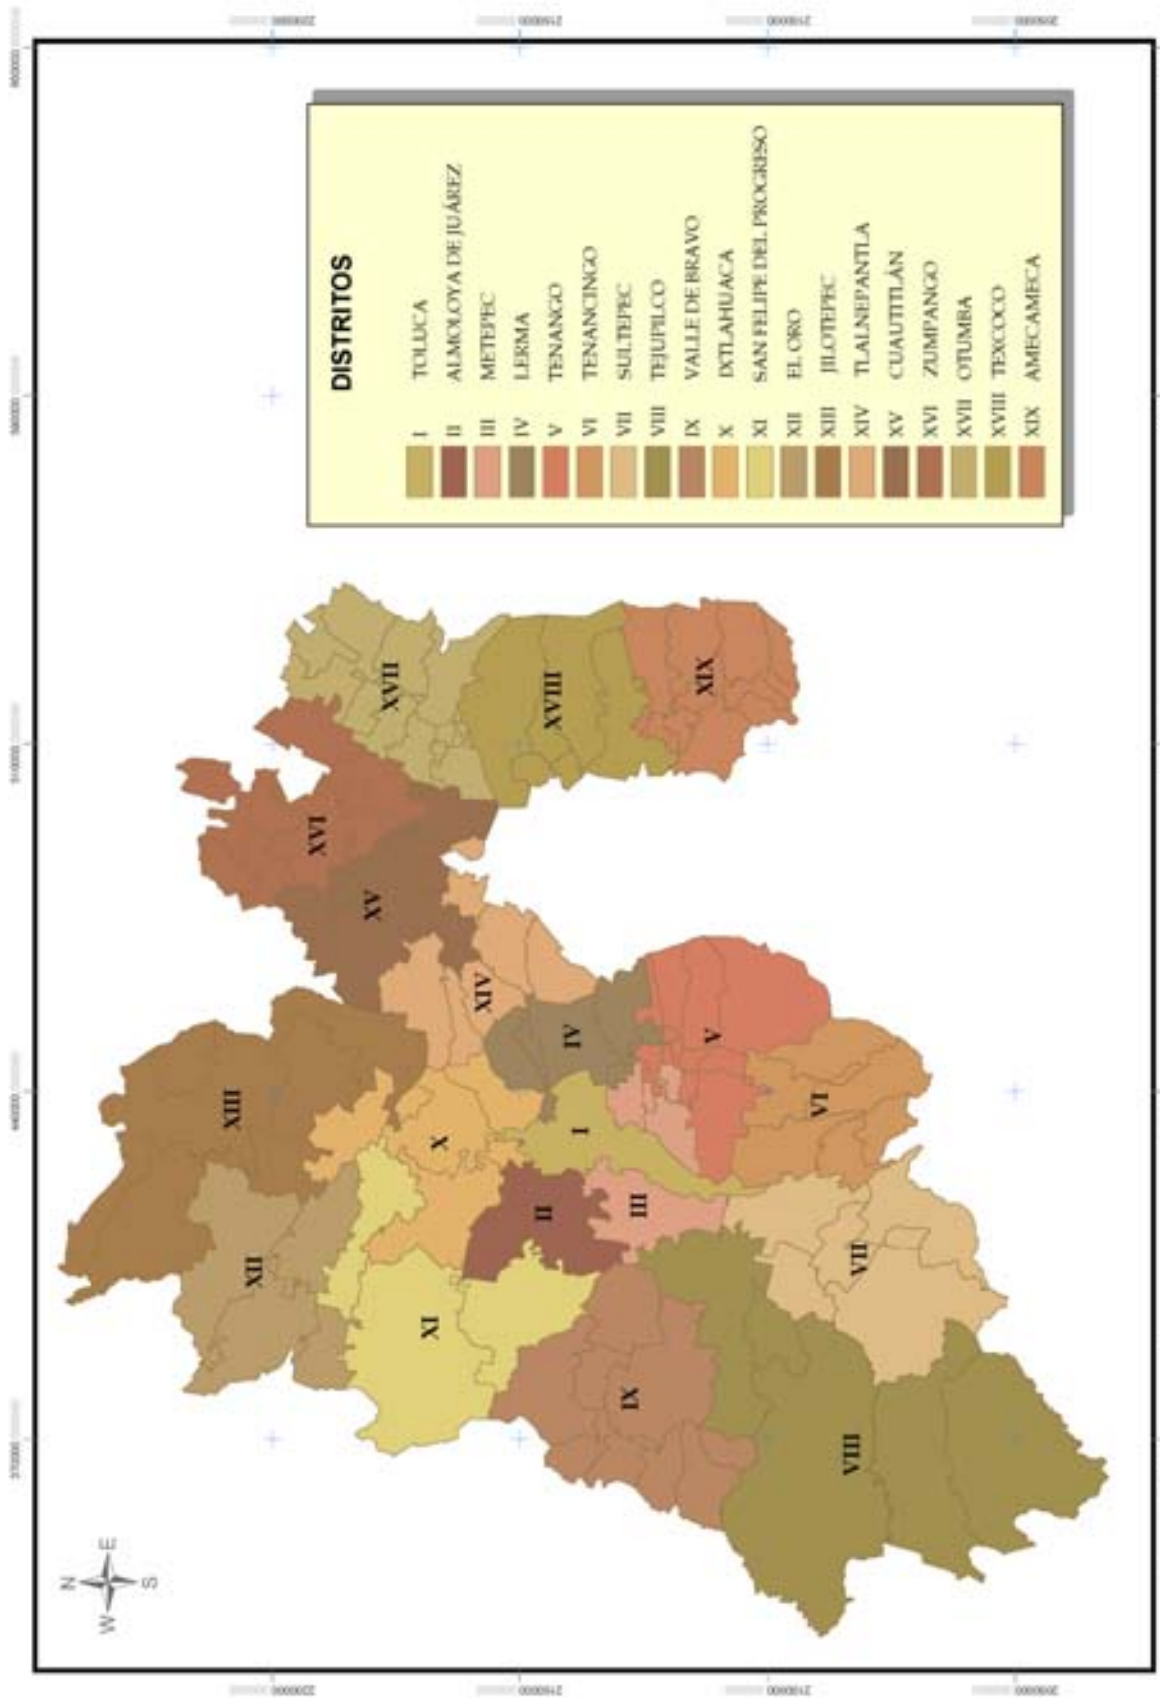 DISTRITOS
I TOLUCA
II ALMOLOYA DE JUÁREZ
III METEPEC
IV LERMA
V TENANGO
VI TENANCINGO
VII SULTEPEC
VIII TEJUPILCO
IX VALLE DE BRAVO
X IXTLAHUACA
XI SAN FELIPE DEL PROGRESO
XII EL ORO
XIII JILOTEPEC
XIV TLALNEPANTLA
XV CUAUTITLÁN
XVI ZUMPANGO
XVII OTUMBA
XVIII TEXCOCO
XIX AMECAMECA
N
W E
S
XIII
XII
XVI
XV
XVII
XI
X
XIV
XVIII
II
I
IV
IX
III
V
XIX
VI
VII
VIII